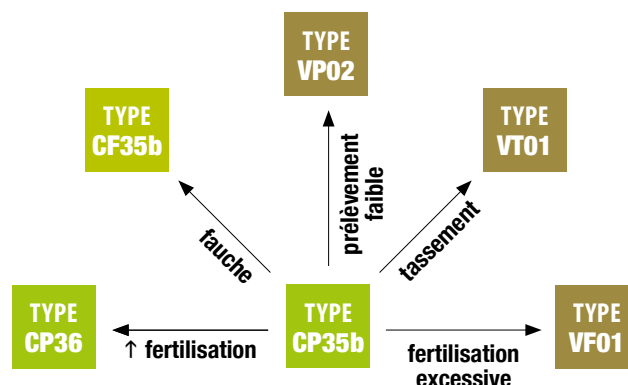 TYPE
VP02
TYPE
CF35b
TYPE
VT01
fauche
prélèvement
faible
tassement
TYPE
CP36
↑ fertilisation
TYPE
CP35b
fertilisation
excessive
TYPE
VF01